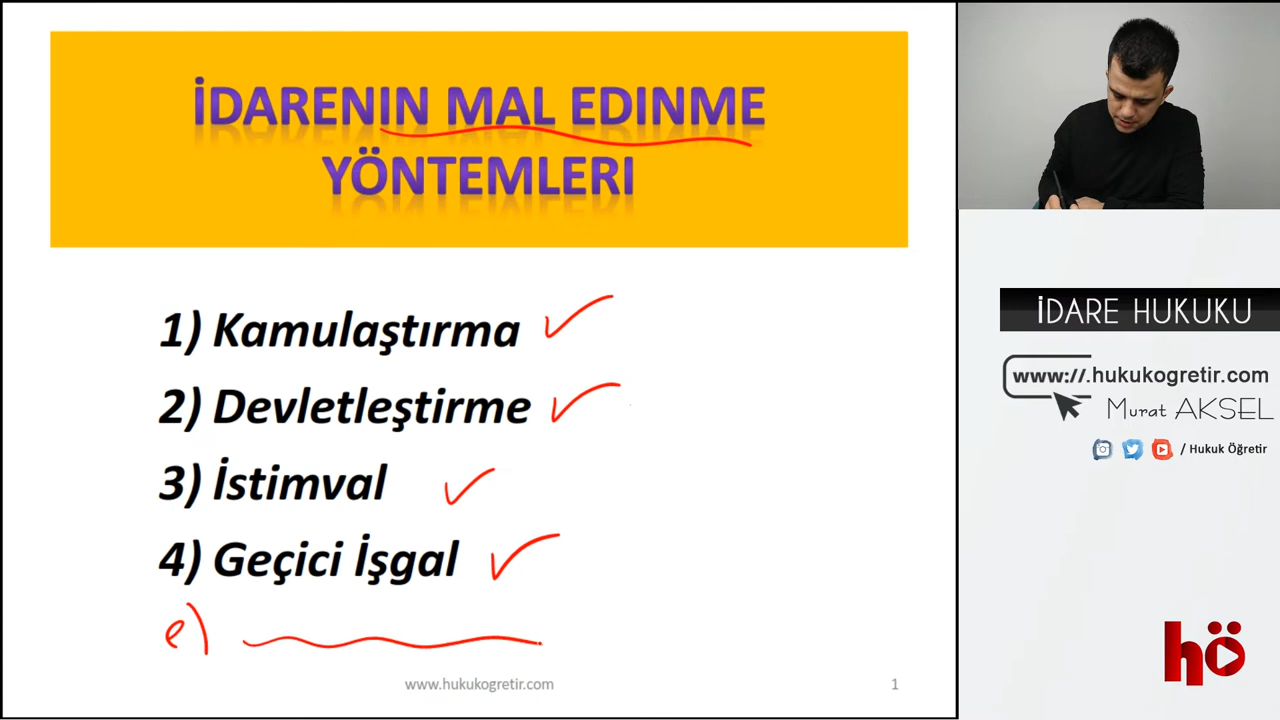 İDARENIN MAL EDINME
YÖNTEMLERI
1) Kamulaştırma
2) Devletleştirme
3) İstimval
4) Geçici İşgal
e)
www.hukukogretir.com
1
İDARE HUKUKU
www://.hukukogretir.com
Murat AKSEL
/ Hukuk Öğretir
hö